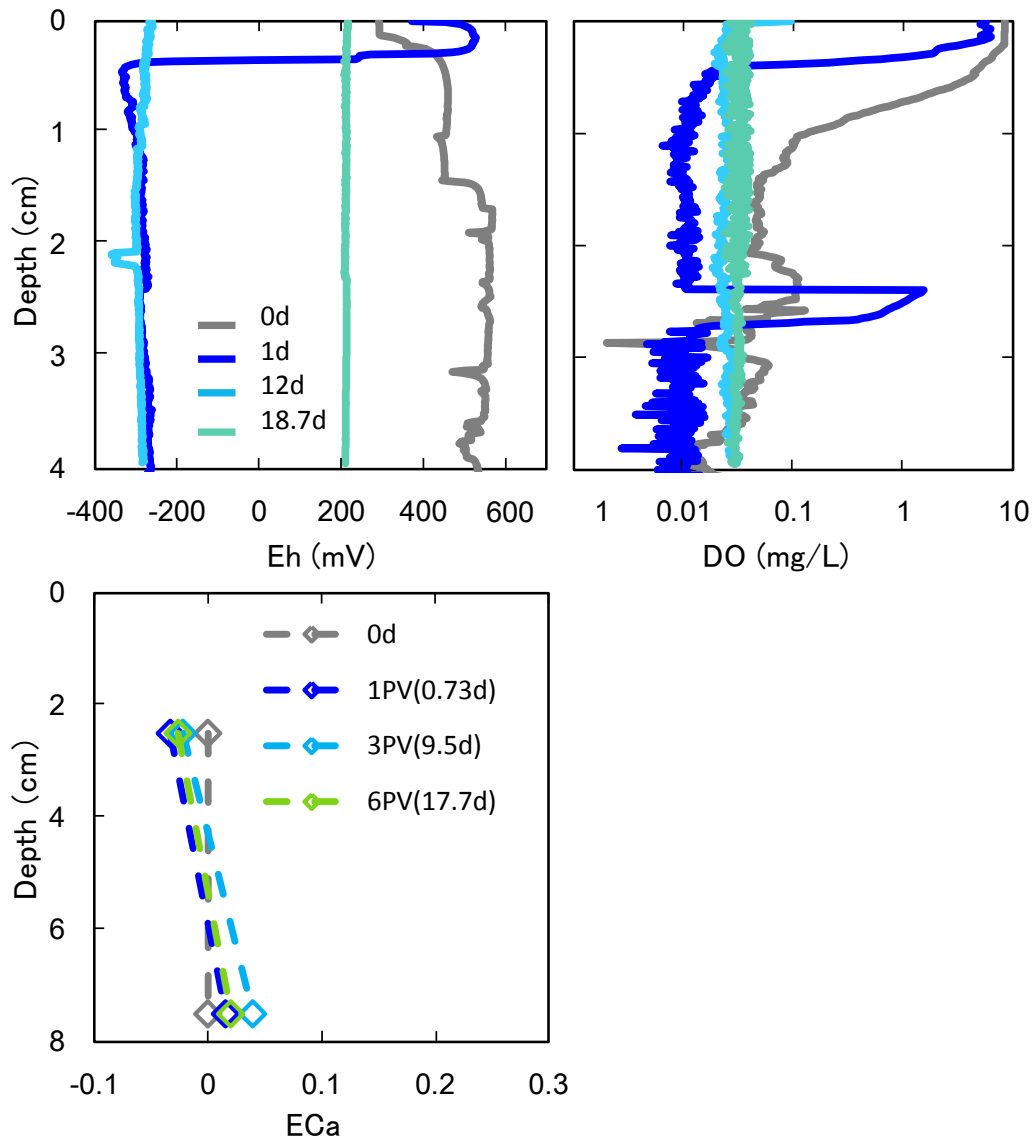 0
1
2
3
4
Depth (cm)
0d
1d
12d
18.7d
-400
-200
0
200
400
600
Eh (mV)
1
0.01
0.1
1
10
DO (mg/L)
0
2
4
6
8
Depth (cm)
0d
1PV(0.73d)
3PV(9.5d)
6PV(17.7d)
-0.1
0
0.1
0.2
0.3
ECa